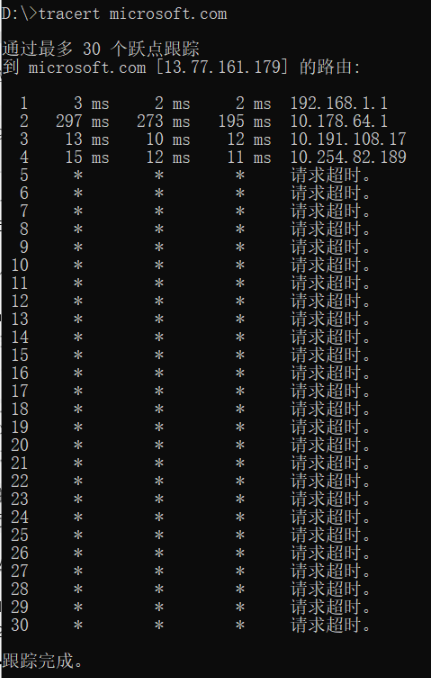 D:\>tracert microsoft.com
通过最多 30 个跃点跟踪
到 microsoft.com [13.77.161.179] 的路由:
1 3 ms 2 ms 2 ms 192.168.1.1
2 297 ms 273 ms 195 ms 10.178.64.1
3 13 ms 10 ms 12 ms 10.191.108.17
4 15 ms 12 ms 11 ms 10.254.82.189
5 * * * 请求超时。
6 * * * 请求超时。
7 * * * 请求超时。
8 * * * 请求超时。
9 * * * 请求超时。
10 * * * 请求超时。
11 * * * 请求超时。
12 * * * 请求超时。
13 * * * 请求超时。
14 * * * 请求超时。
15 * * * 请求超时。
16 * * * 请求超时。
17 * * * 请求超时。
18 * * * 请求超时。
19 * * * 请求超时。
20 * * * 请求超时。
21 * * * 请求超时。
22 * * * 请求超时。
23 * * * 请求超时。
24 * * * 请求超时。
25 * * * 请求超时。
26 * * * 请求超时。
27 * * * 请求超时。
28 * * * 请求超时。
29 * * * 请求超时。
30 * * * 请求超时。
跟踪完成。